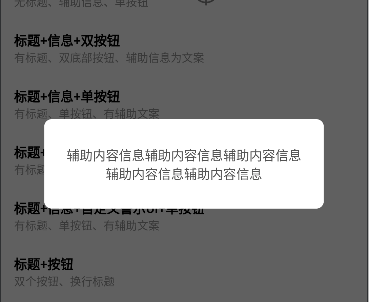 无标题、辅助信息、单按钮
标题+信息+双按钮
有标题、双底部按钮、辅助信息为文案
标题+信息+单按钮
有标题、单按钮、有辅助文案
辅助内容信息辅助内容信息辅助内容信息
辅助内容信息辅助内容信息
标题+
有标题
标题+信息+自定义警示url+单按钮
有标题、单按钮、有辅助文案
标题+按钮
双个按钮、换行标题